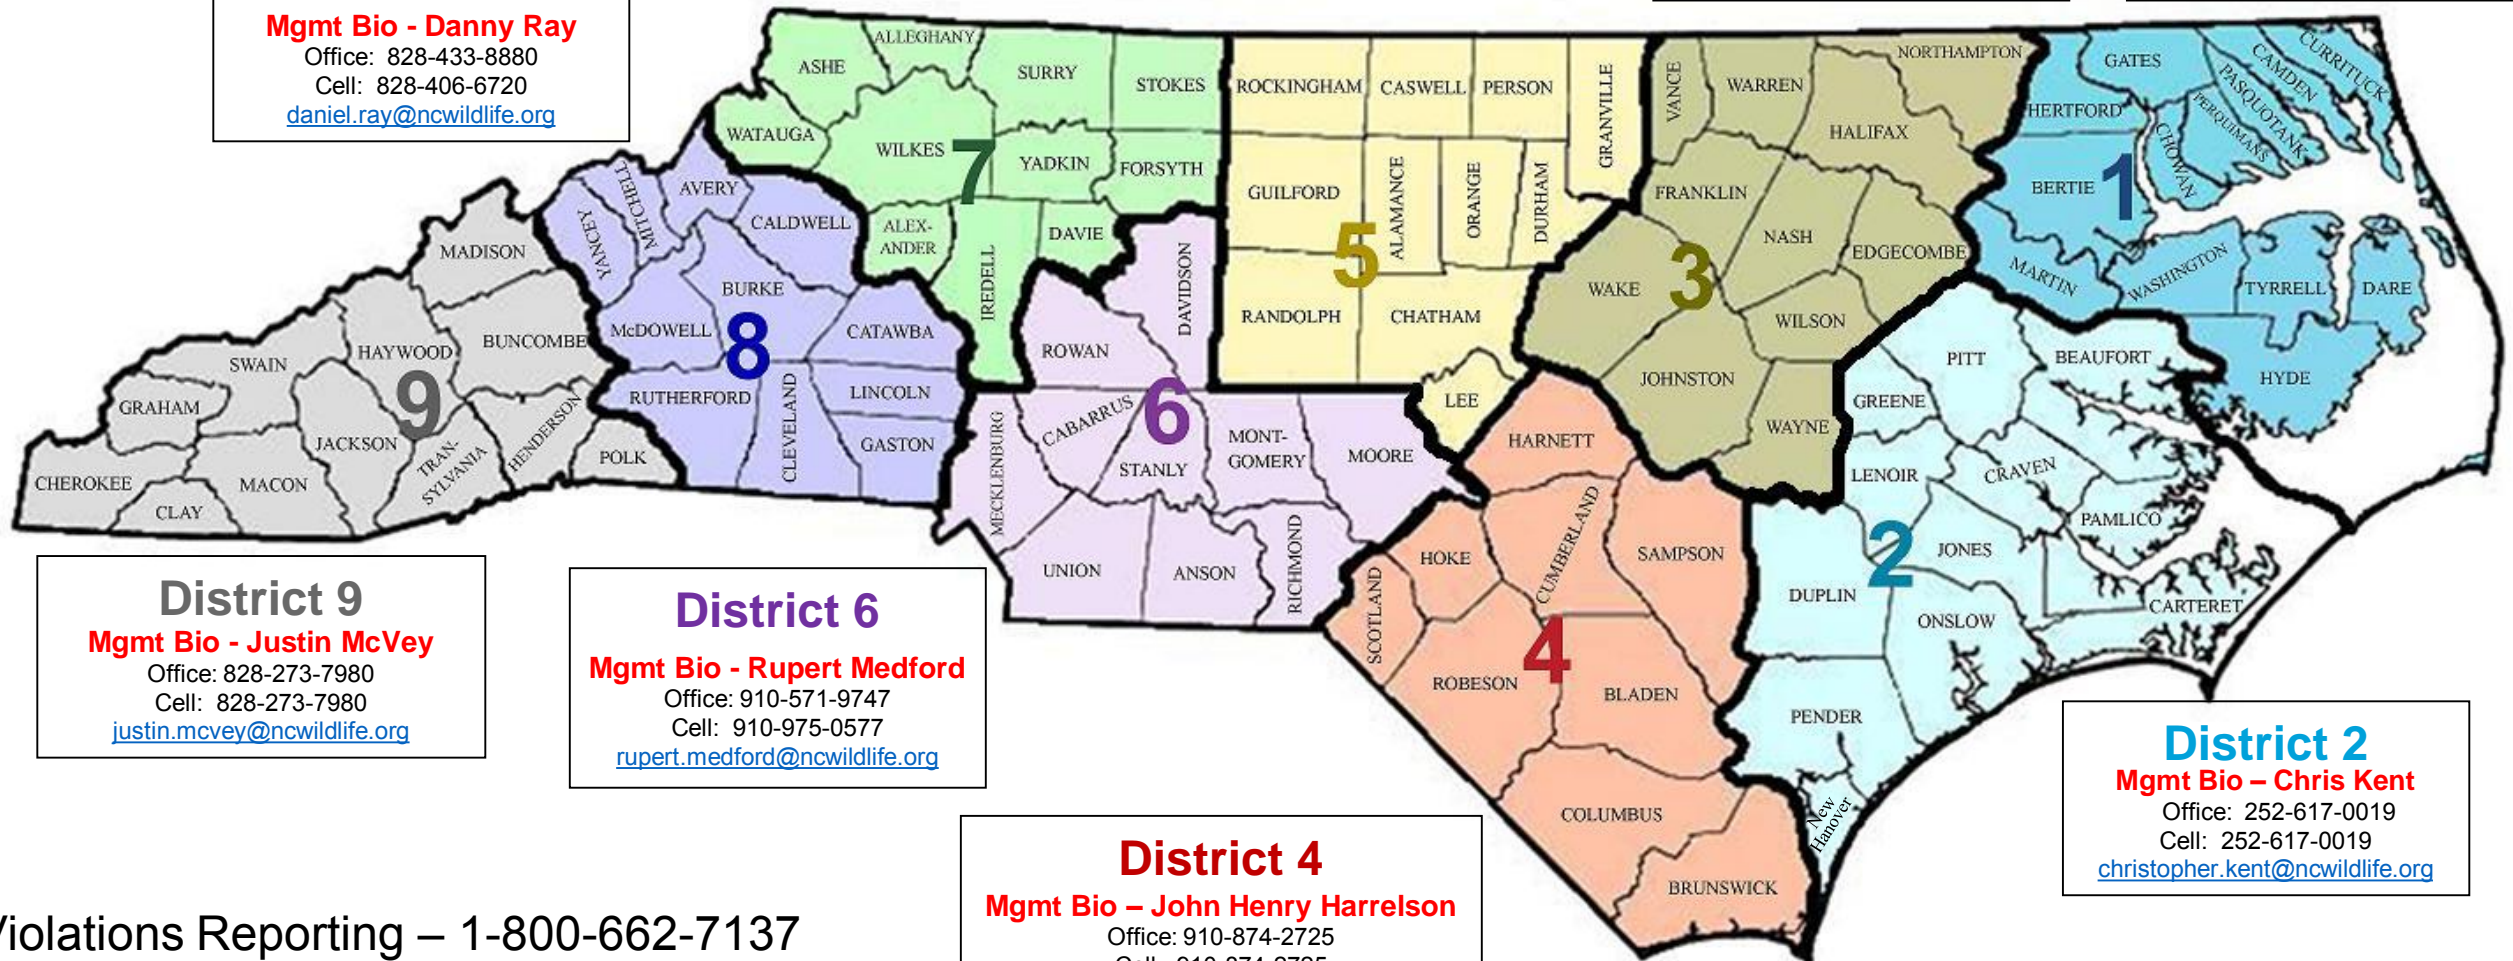 Mgmt Bio - Danny Ray
Office: 828-433-8880
Cell: 828-406-6720
daniel.ray@ncwildlife.org
ASHE
ALLEGHANY
SURRY
STOKES
WATAUGA
WILKES
YADKIN
FORSYTH
ALEX-
ANDER
IREDELL
DAVIE
7
ROCKINGHAM
CASWELL
PERSON
GRANVILLE
GUILFORD
ALAMANCE
ORANGE
DURHAM
RANDOLPH
CHATHAM
LEE
5
VANCE
WARREN
NORTHAMPTON
HALIFAX
FRANKLIN
NASH
EDGECOMBE
WAKE
WILSON
JOHNSTON
WAYNE
3
GATES
CAMDEN
CURRITUCK
PASQUOTANK
PERQUIMANS
HERTFORD
CHOWAN
BERTIE
MARTIN
WASHINGTON
TYRRELL
DARE
HYDE
1
MITCHELL
AVERY
YANCEY
CALDWELL
BURKE
McDOWELL
CATAWBA
RUTHERFORD
CLEVELAND
LINCOLN
GASTON
8
MADISON
BUNCOMBE
HAYWOOD
SWAIN
GRAHAM
JACKSON
TRAN-
SYLVANIA
HENDERSON
POLK
CHEROKEE
CLAY
MACON
9
DAVIDSON
ROWAN
MECKLENBURG
CABARRUS
STANLY
MONT-
GOMERY
MOORE
UNION
ANSON
RICHMOND
6
HARNETT
HOKE
CUMBERLAND
SAMPSON
SCOTLAND
ROBESON
BLADEN
COLUMBUS
BRUNSWICK
4
PITT
BEAUFORT
GREENE
LENOIR
CRAVEN
PAMLICO
JONES
DUPLIN
ONSLOW
CARTERET
PENDER
New
Hanover
2
District 9
Mgmt Bio - Justin McVey
Office: 828-273-7980
Cell: 828-273-7980
justin.mcvey@ncwildlife.org
District 6
Mgmt Bio - Rupert Medford
Office: 910-571-9747
Cell: 910-975-0577
rupert.medford@ncwildlife.org
District 2
Mgmt Bio – Chris Kent
Office: 252-617-0019
Cell: 252-617-0019
christopher.kent@ncwildlife.org
District 4
Mgmt Bio – John Henry Harrelson
Office: 910-874-2725
Cell: 910-874-2725
Violations Reporting – 1-800-662-7137